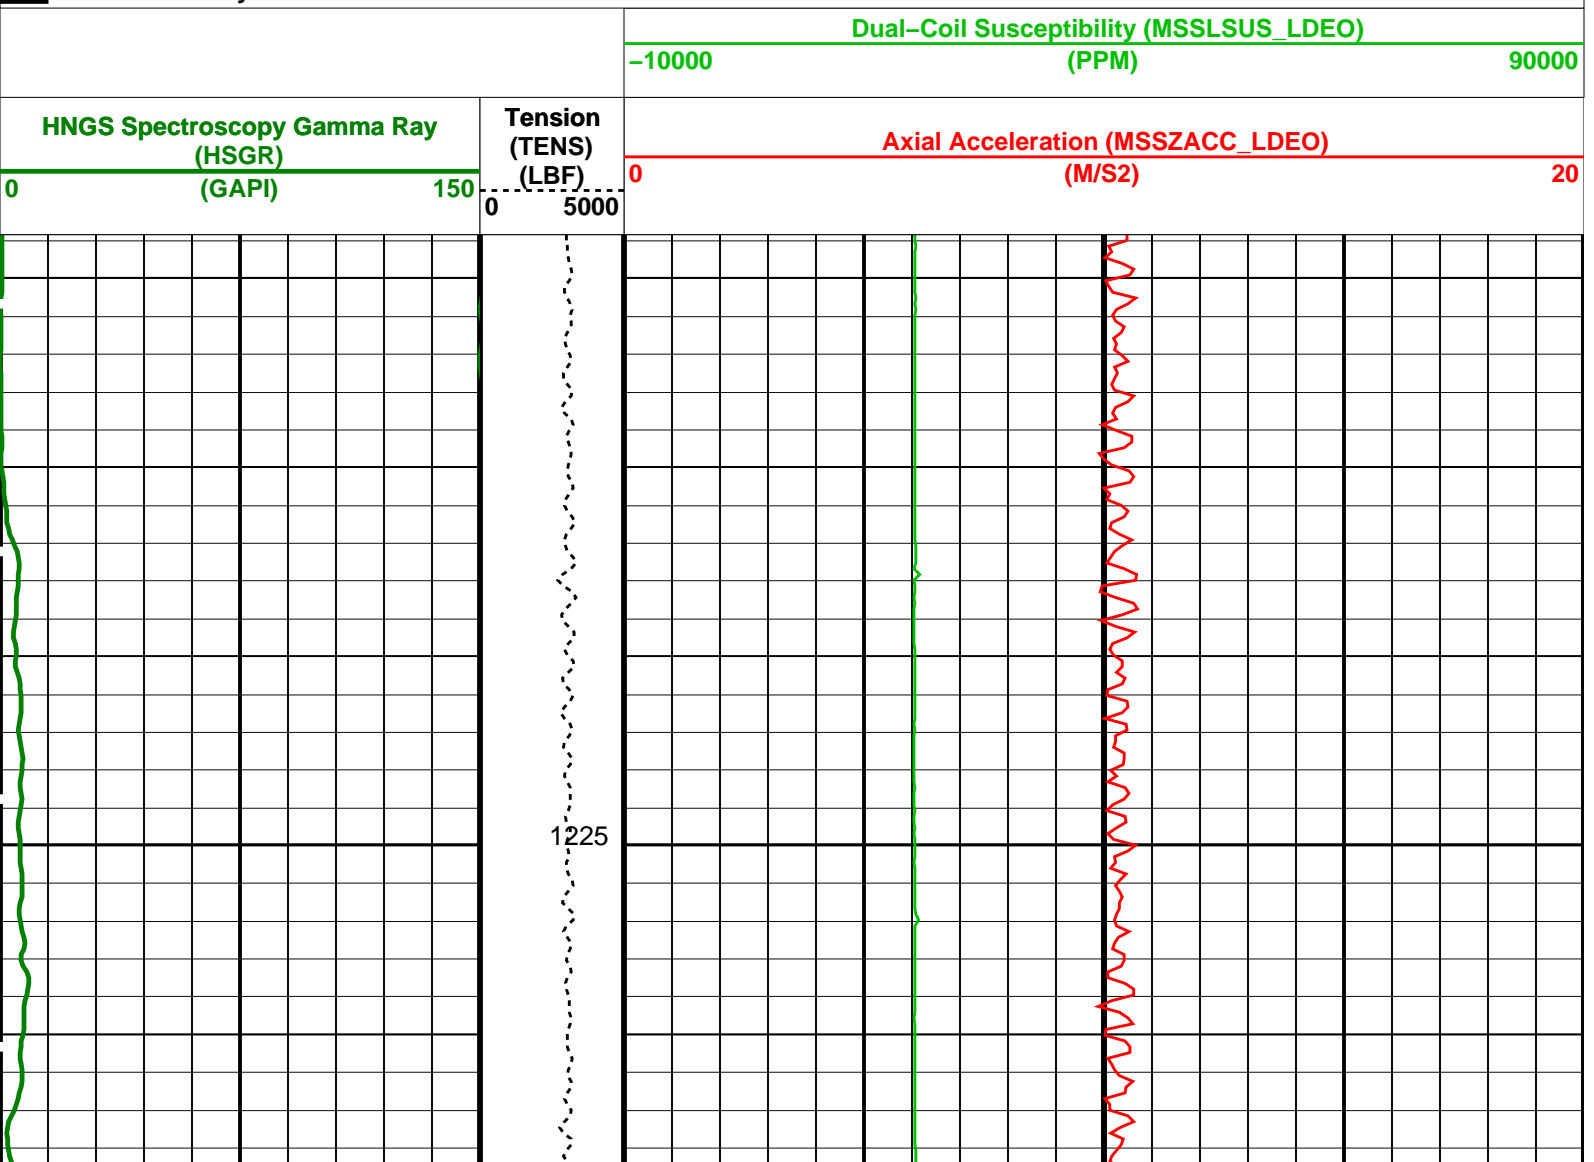 Dual−Coil Susceptibility (MSSLSUS_LDEO)
−10000 (PPM) 90000
HNGS Spectroscopy Gamma Ray
(HSGR)
0 (GAPI) 150
Tension
(TENS)
(LBF)
0 5000
Axial Acceleration (MSSZACC_LDEO)
0 (M/S2) 20
1225